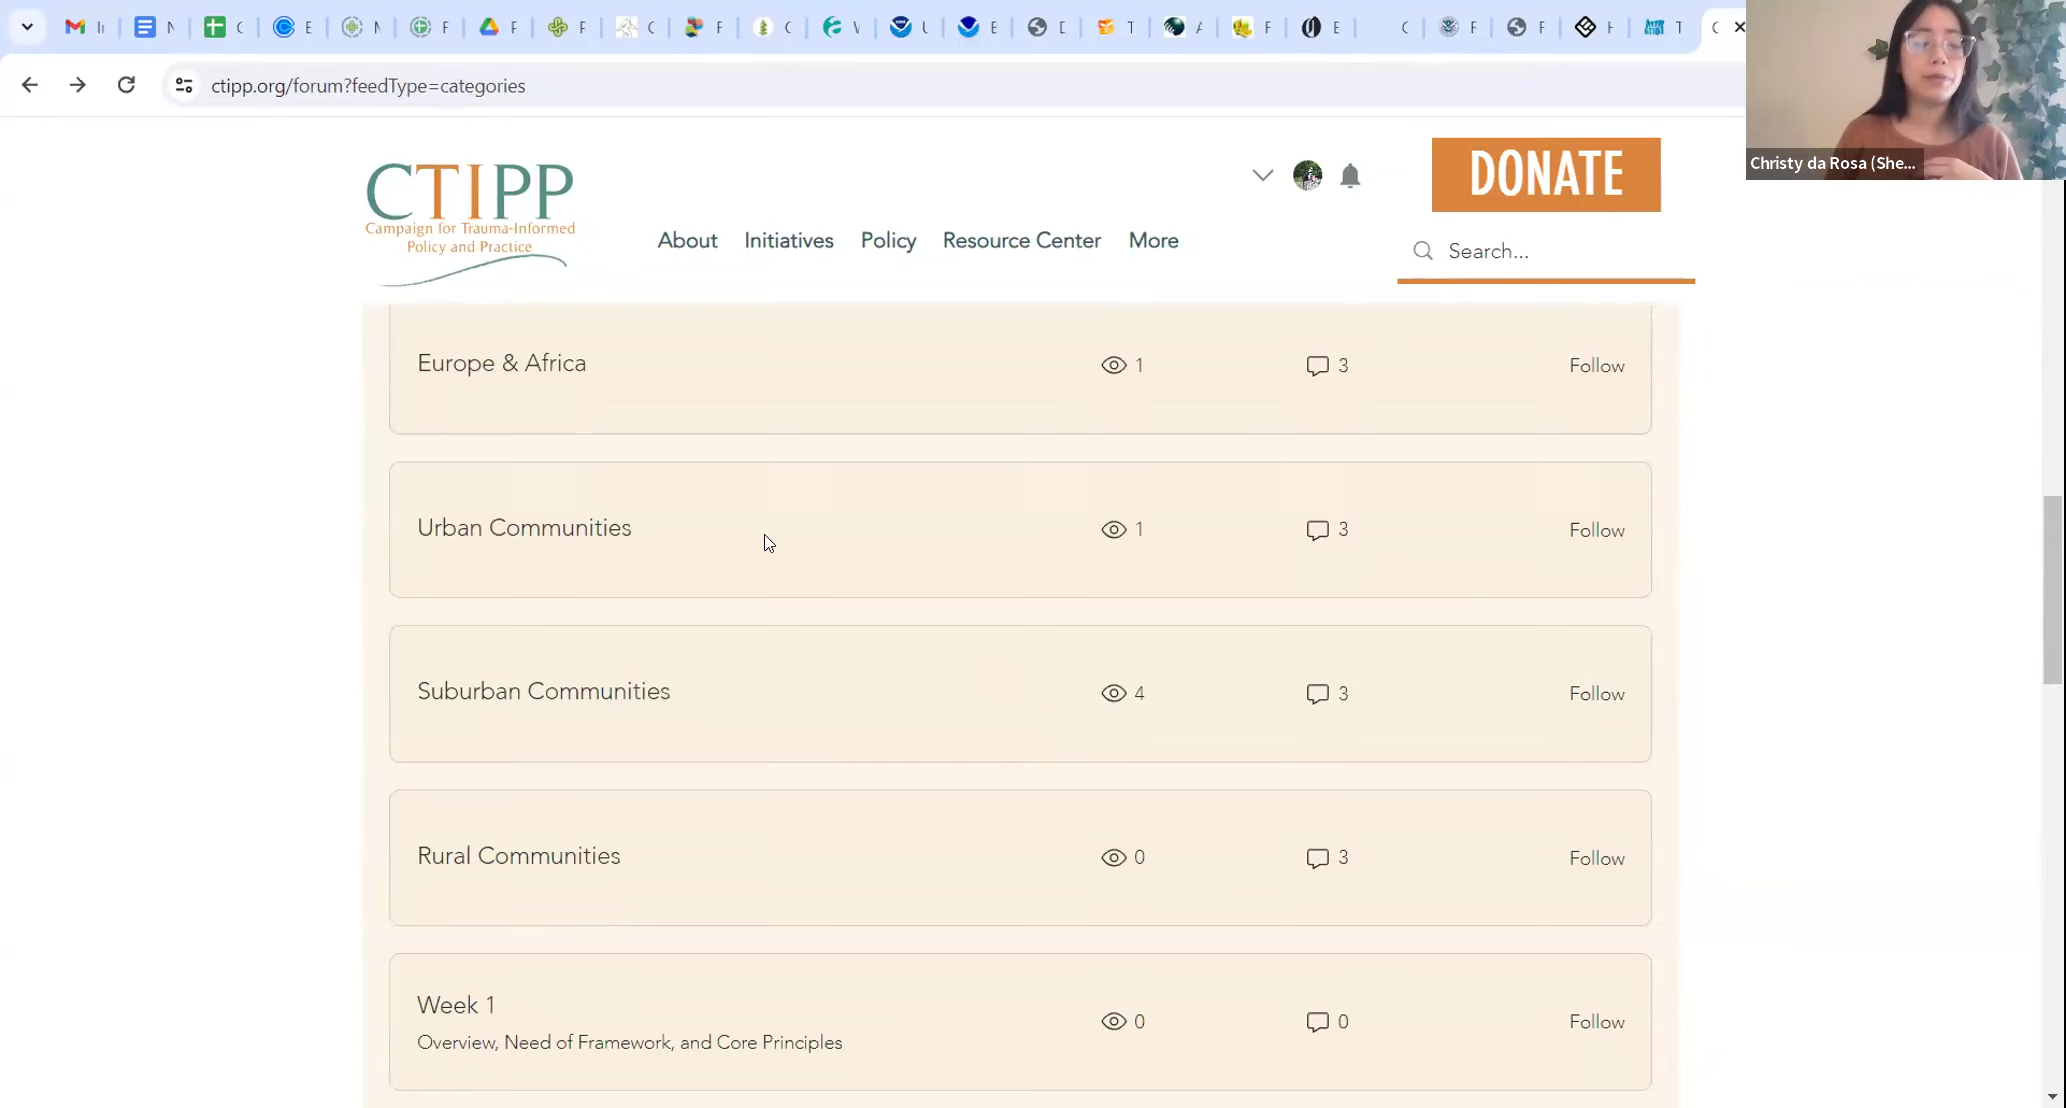 I
N
C
E
N
F
F
F
C
F
C
V
U
E
D
T
A
F
E
C
F
F
H
T
C
ctipp.org/forum?feedType=categories
CTIPP
Campaign for Trauma-Informed
Policy and Practice
About
Initiatives
Policy
Resource Center
More
DONATE
Search...
Christy da Rosa (She...
Europe & Africa
1
3
Follow
Urban Communities
1
3
Follow
Suburban Communities
4
3
Follow
Rural Communities
0
3
Follow
Week 1
Overview, Need of Framework, and Core Principles
0
0
Follow